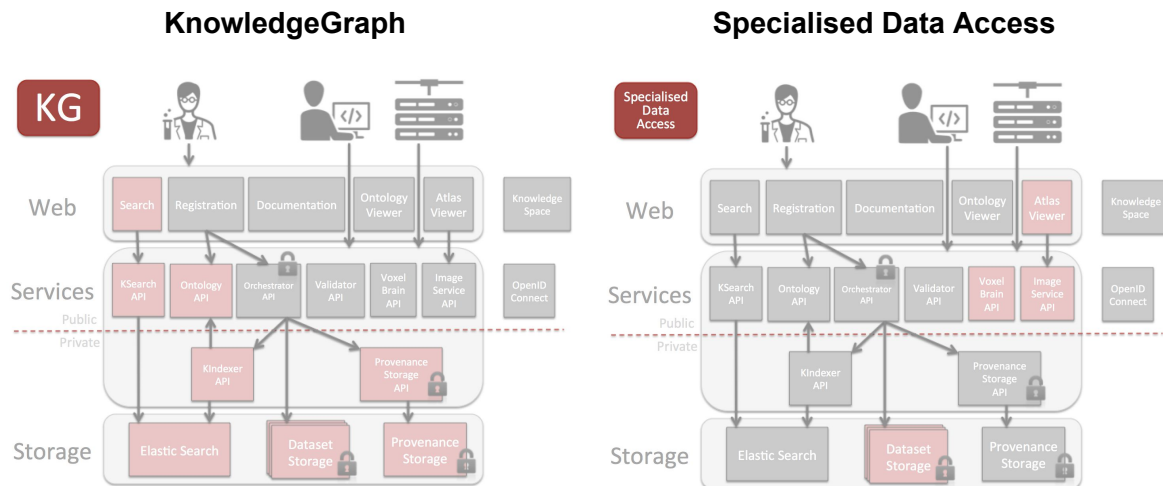 KnowledgeGraph
KG
Web
Search
Registration
Documentation
Ontology
Viewer
Atlas
Viewer
Knowledge
Space
Services
KSearch
API
Ontology
API
Orchestrator
API
Validator
API
Voxel
Brain
API
Image
Service
API
OpenID
Connect
Public
Private
KIndexer
API
Provenance
Storage
API
Storage
Elastic Search
Dataset
Storage
Provenance
Storage
Specialised Data Access
Specialised
Data
Access
Web
Search
Registration
Documentation
Ontology
Viewer
Atlas
Viewer
Knowledge
Space
Services
KSearch
API
Ontology
API
Orchestrator
API
Validator
API
Voxel
Brain
API
Image
Service
API
OpenID
Connect
Public
Private
KIndexer
API
Provenance
Storage
API
Storage
Elastic Search
Dataset
Storage
Provenance
Storage